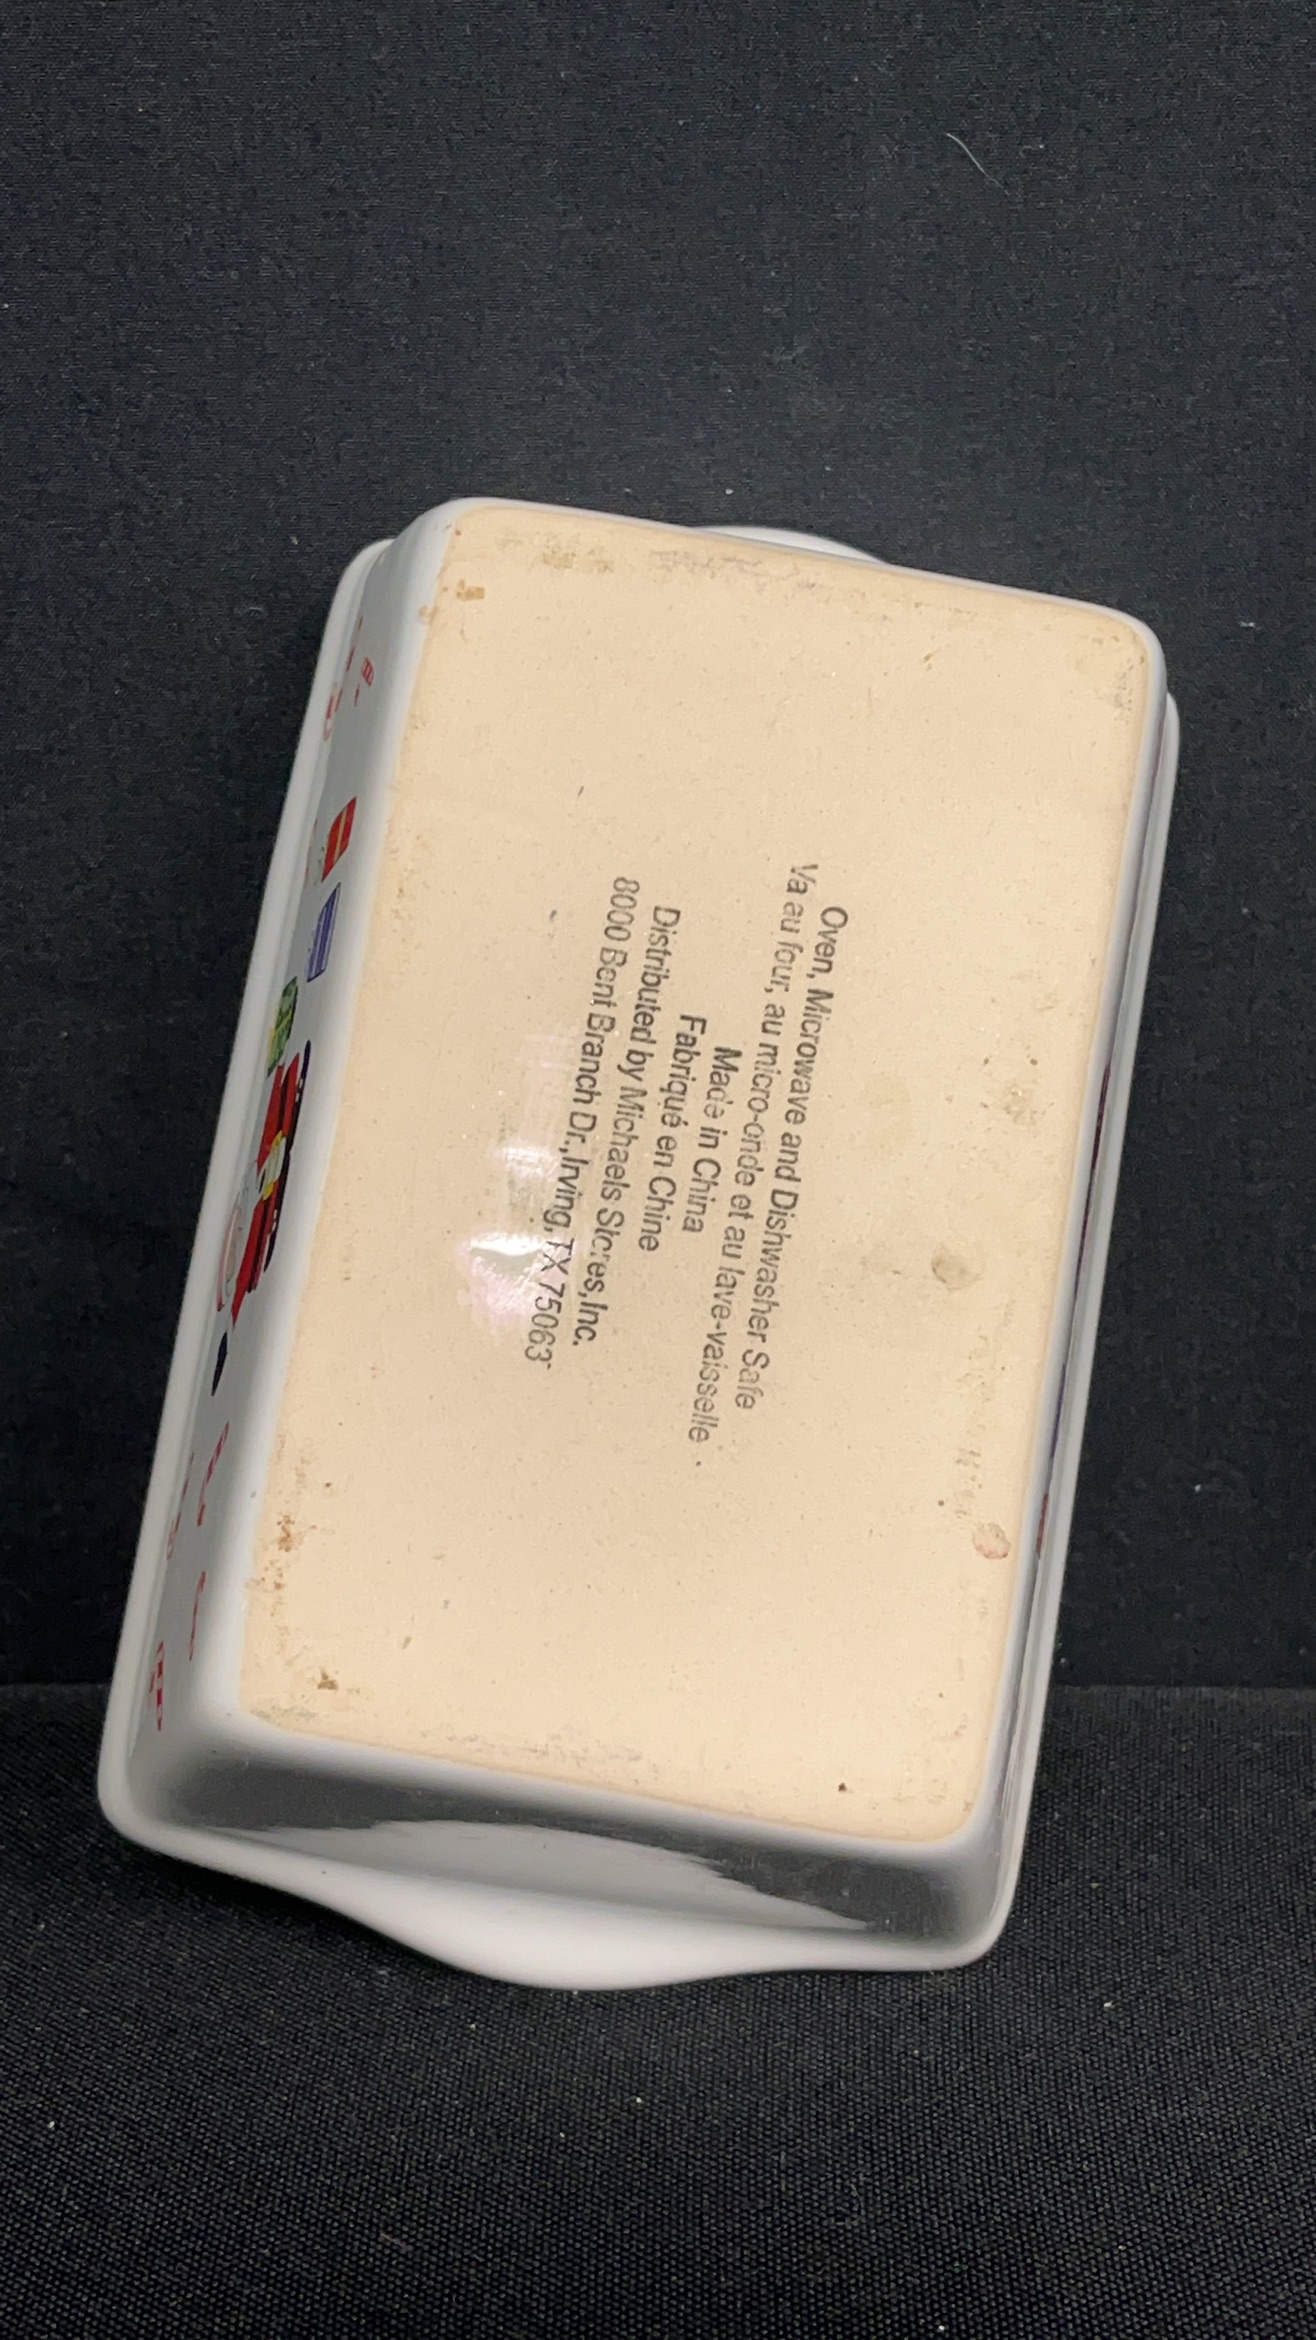 Oven, Microwave and Dishwasher Safe
Va au four, au micro-onde et au lave-vaisselle.
Made in China
Fabriqué en Chine
Distributed by Michaels Stores, Inc.
8000 Bent Branch Dr., Irving, TX 75063